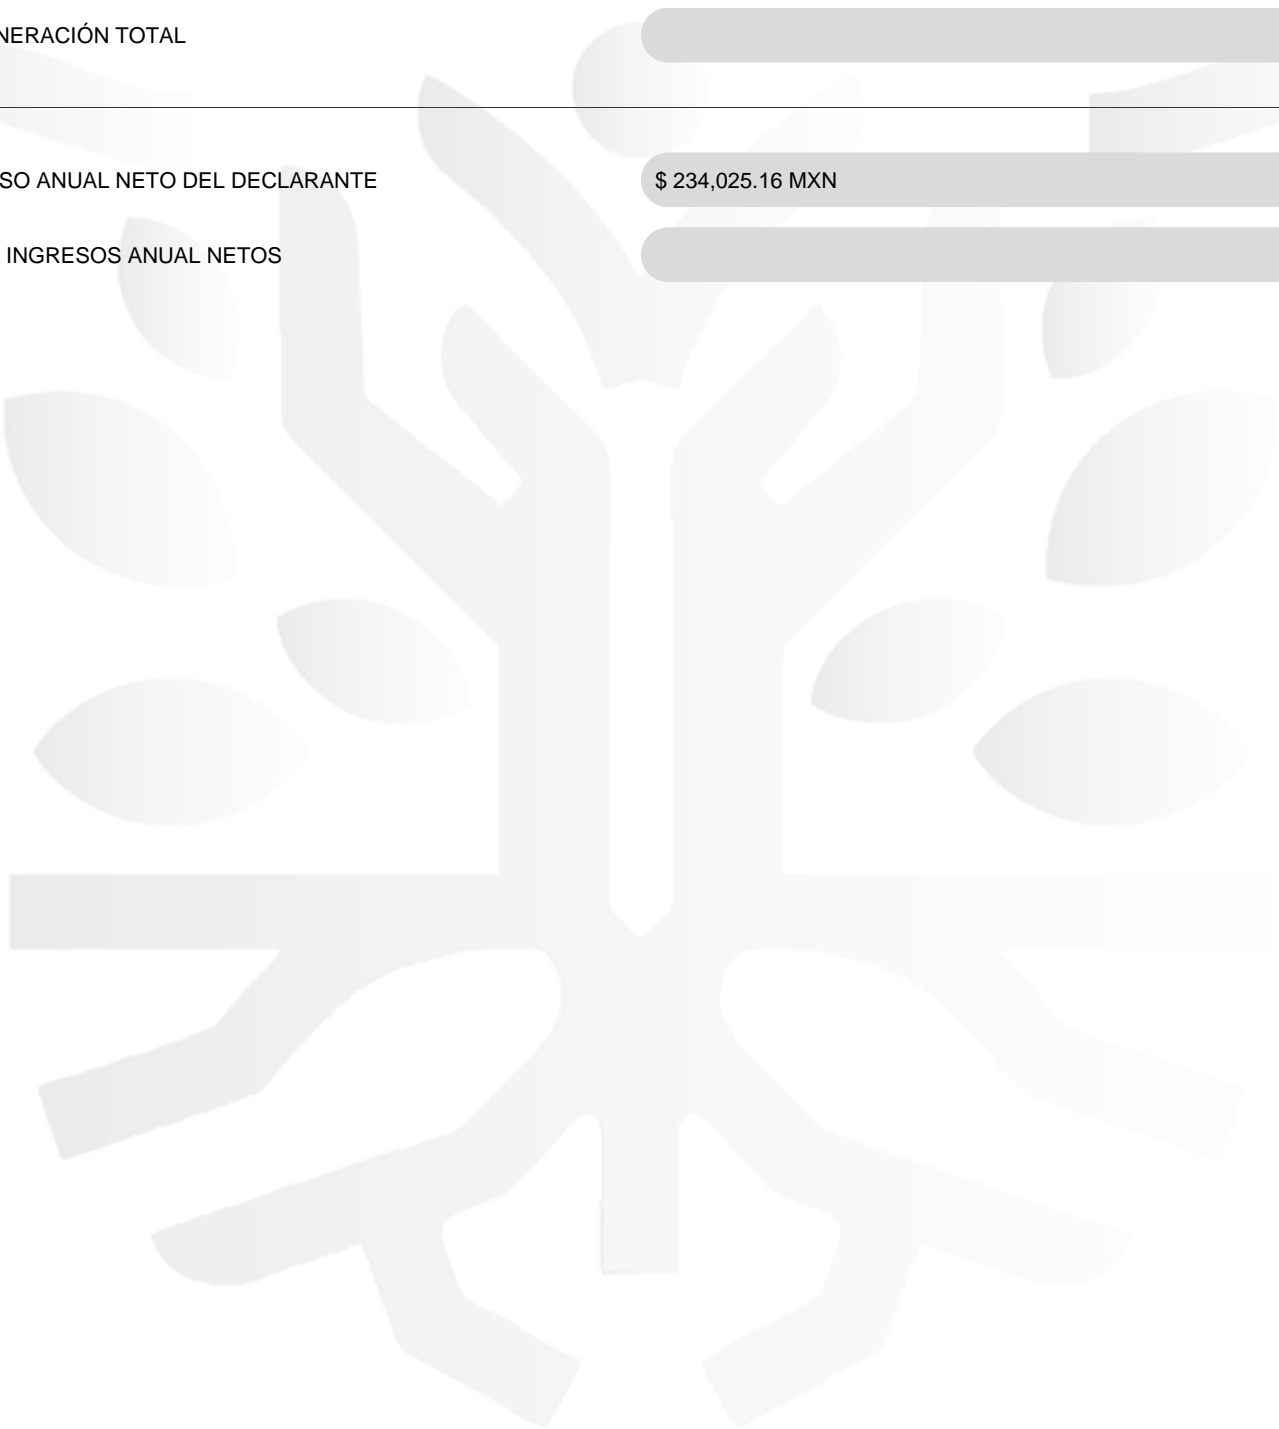 NERACIÓN TOTAL
SO ANUAL NETO DEL DECLARANTE $ 234,025.16 MXN
INGRESOS ANUAL NETOS